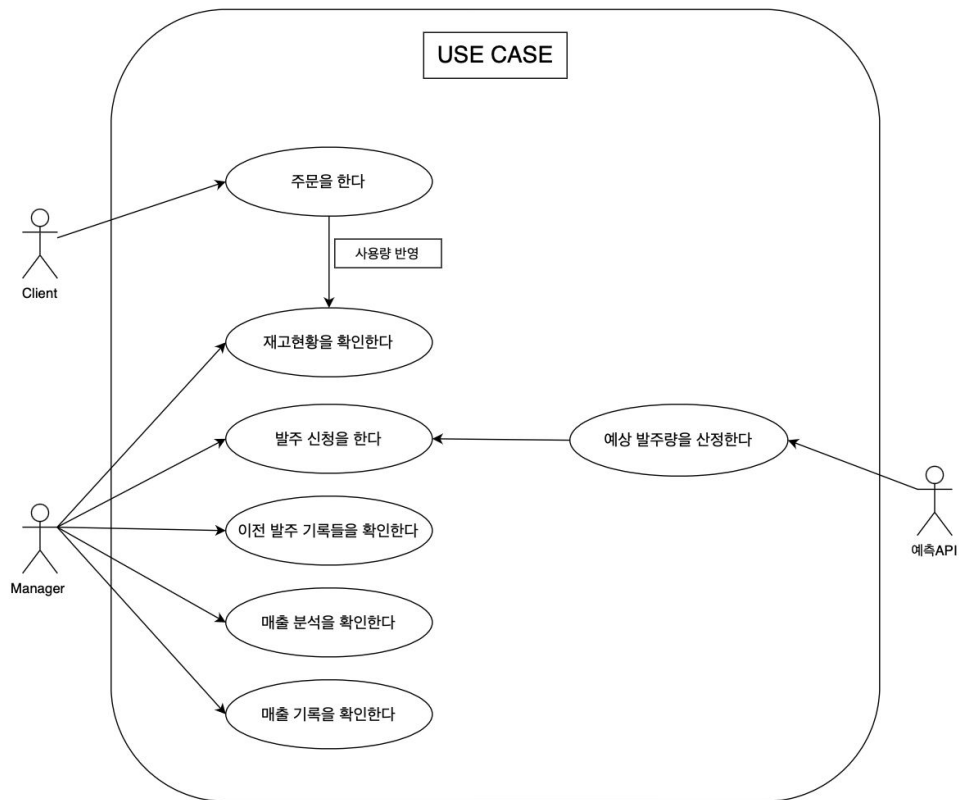 USE CASE
주문을 한다
사용량 반영
Client
재고현황을 확인한다
발주 신청을 한다
예상 발주량을 산정한다
이전 발주 기록들을 확인한다
예측API
Manager
매출 분석을 확인한다
매출 기록을 확인한다